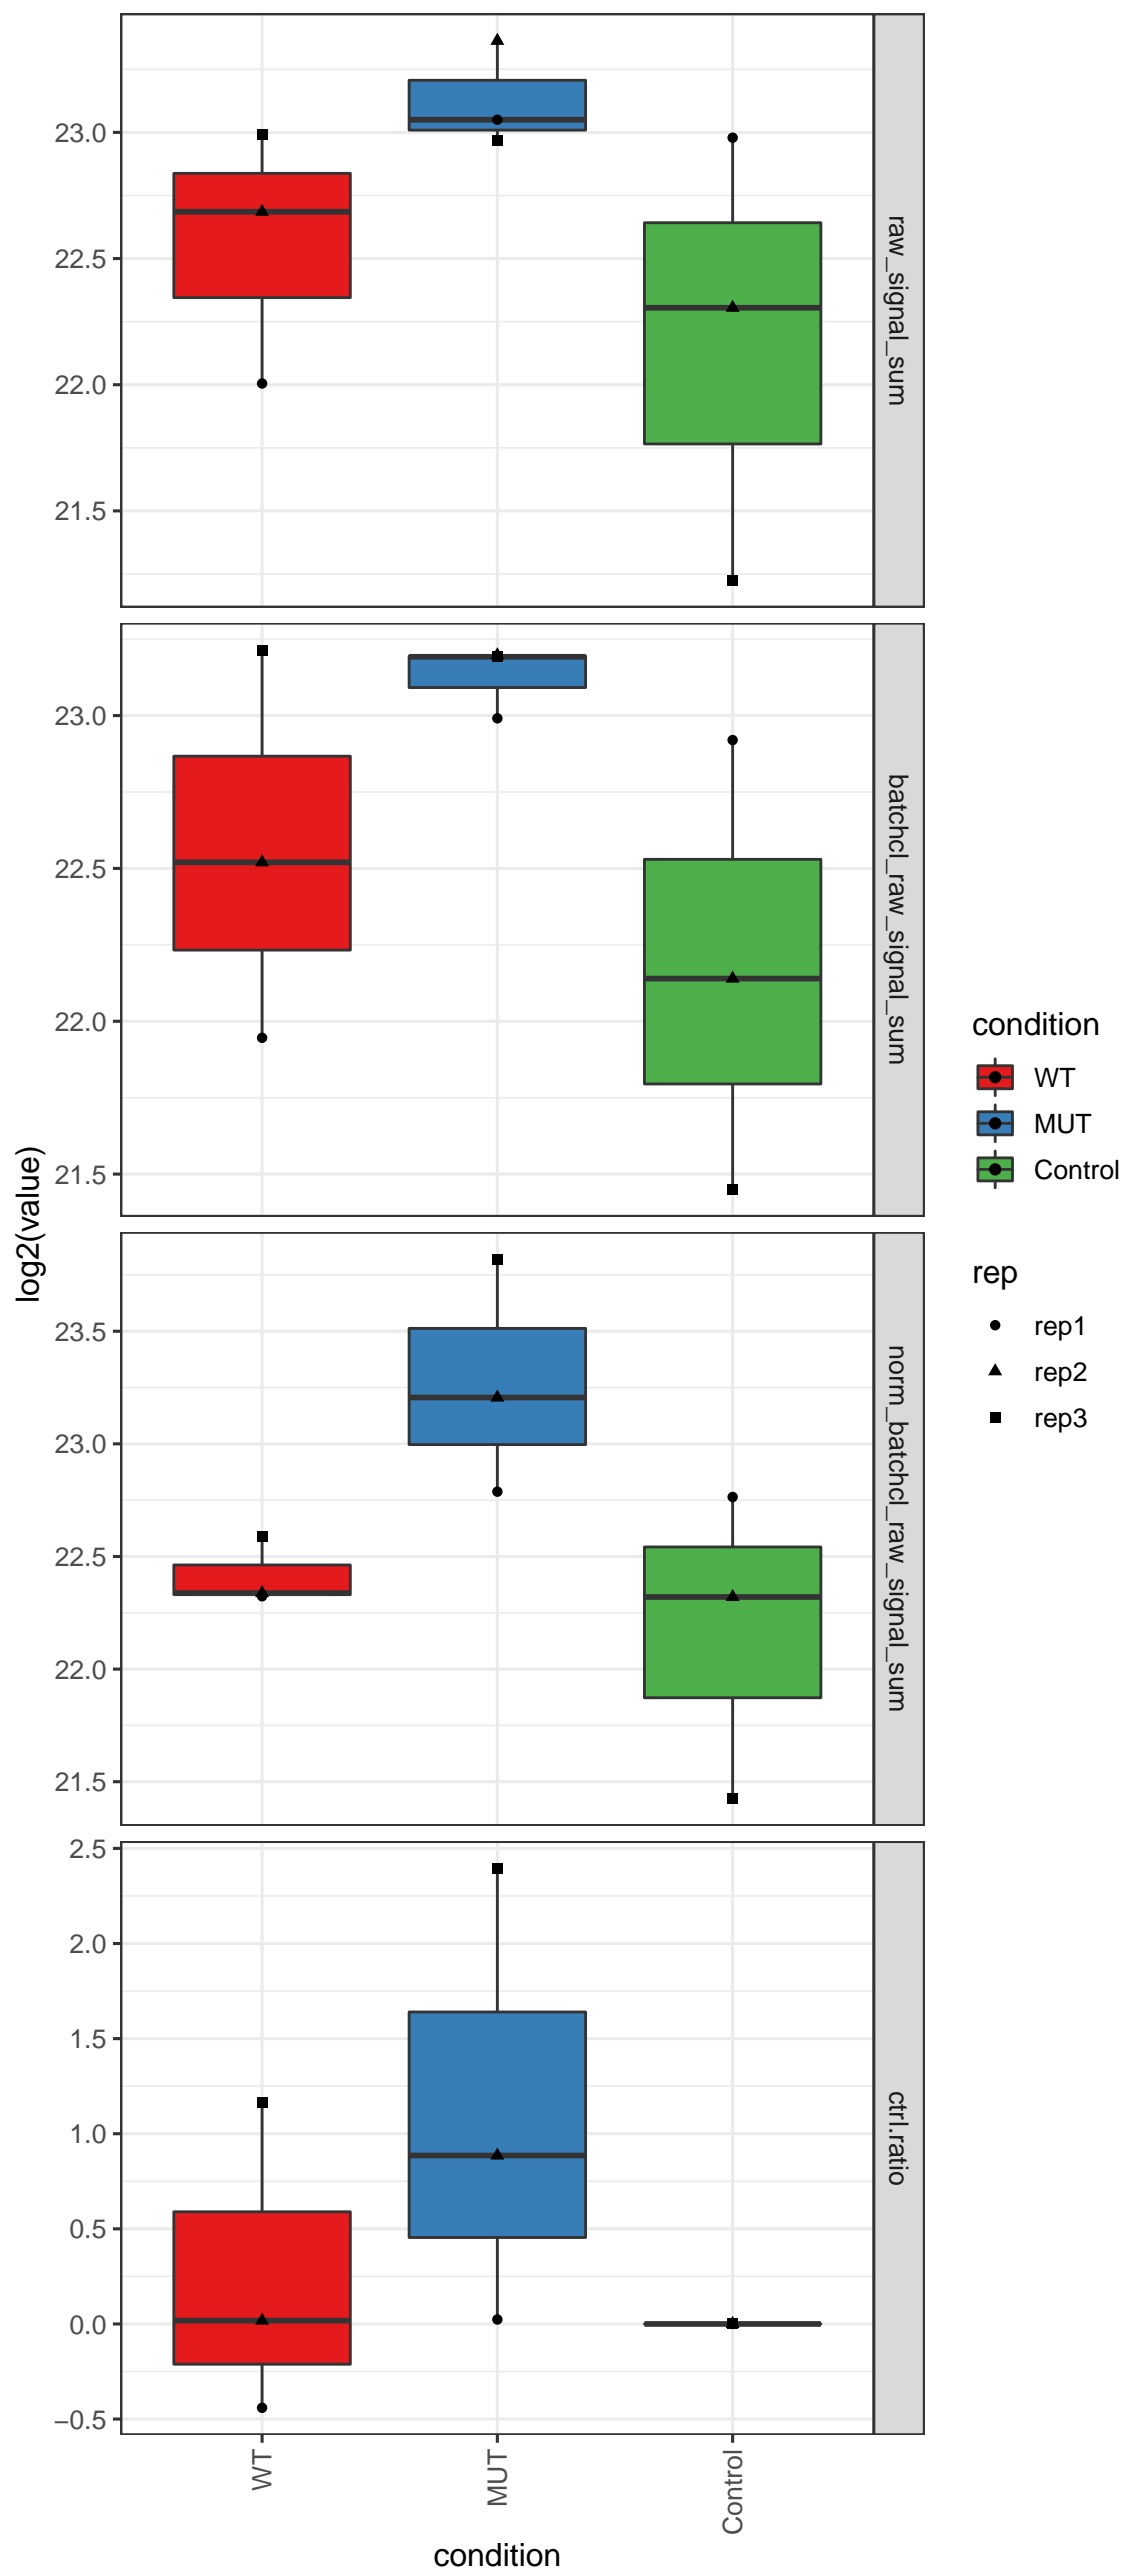 log2(value)
23.0
22.5
22.0
21.5
raw_signal_sum
23.0
22.5
22.0
21.5
batchcl_raw_signal_sum
23.5
23.0
22.5
22.0
21.5
norm_batchcl_raw_signal_sum
2.5
2.0
1.5
1.0
0.5
0.0
−0.5
ctrl.ratio
WT
MUT
Control
condition
condition
WT
MUT
Control
rep
rep1
rep2
rep3